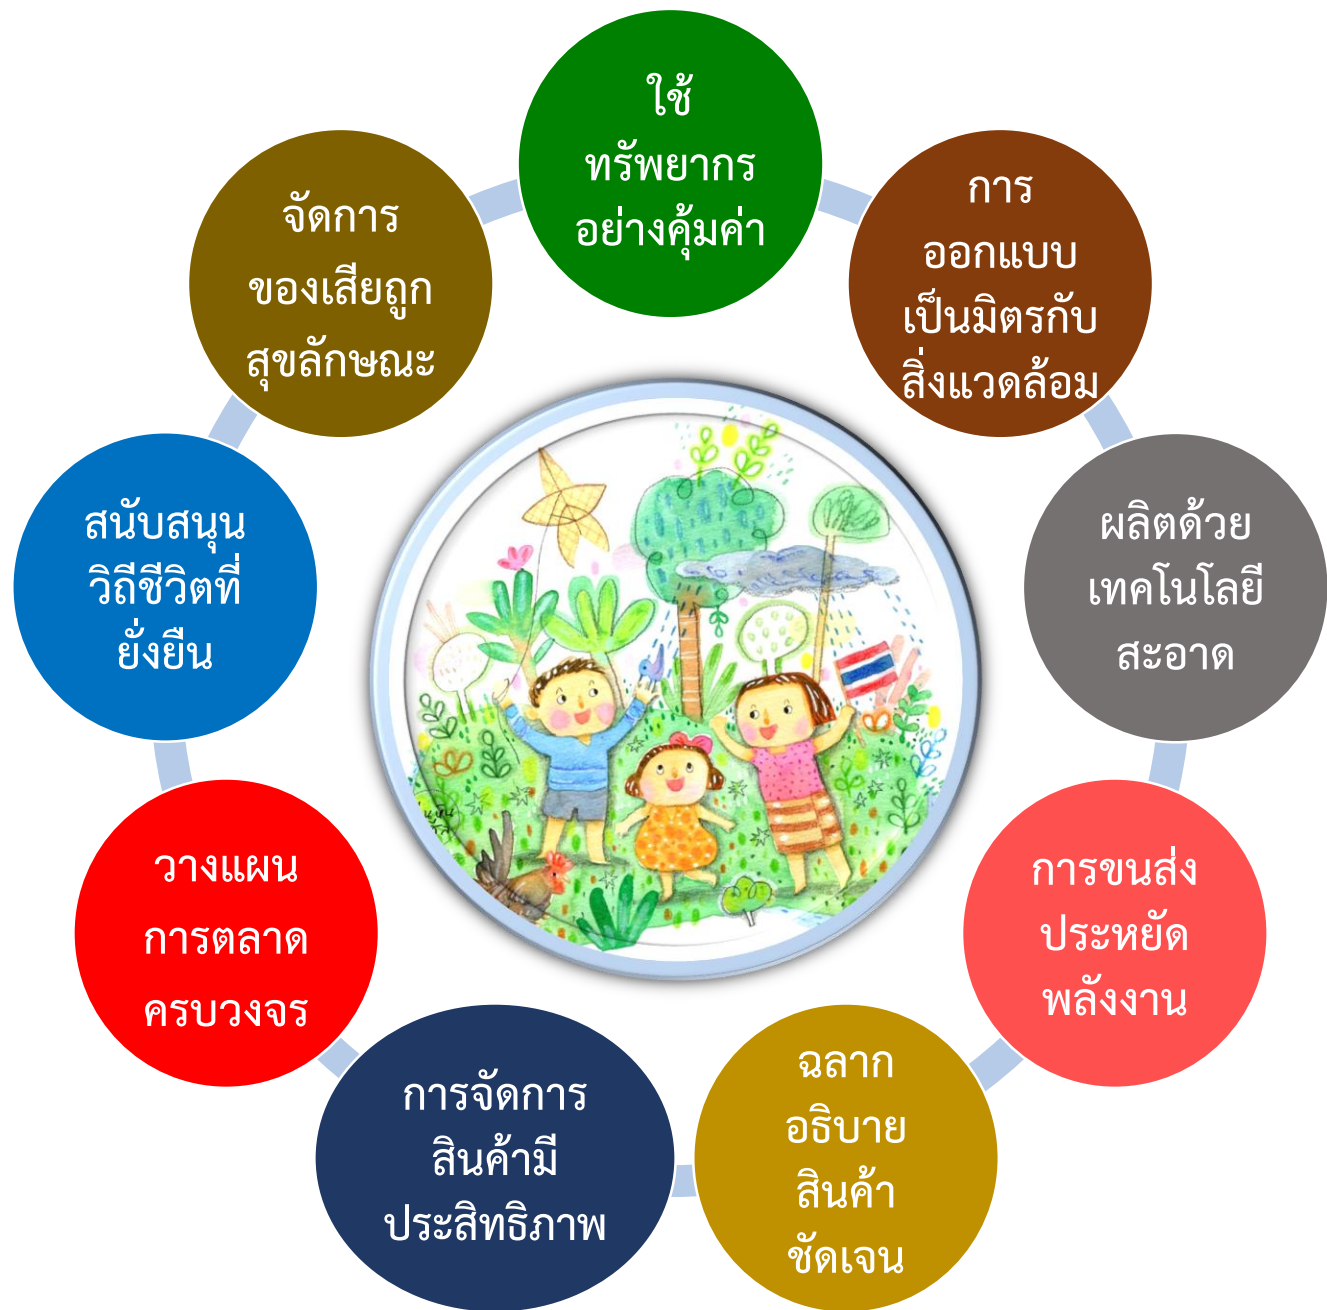 ใช้
ทรัพยากร
อย่างคุ้มค่า
การ
ออกแบบ
เป็นมิตรกับ
สิ่งแวดล้อม
ผลิตด้วย
เทคโนโลยี
สะอาด
การขนส่ง
ประหยัด
พลังงาน
ฉลาก
อธิบาย
สินค้า
ชัดเจน
การจัดการ
สินค้ามี
ประสิทธิภาพ
วางแผน
การตลาด
ครบวงจร
สนับสนุน
วิถีชีวิตที่
ยั่งยืน
จัดการ
ของเสียถูก
สุขลักษณะ